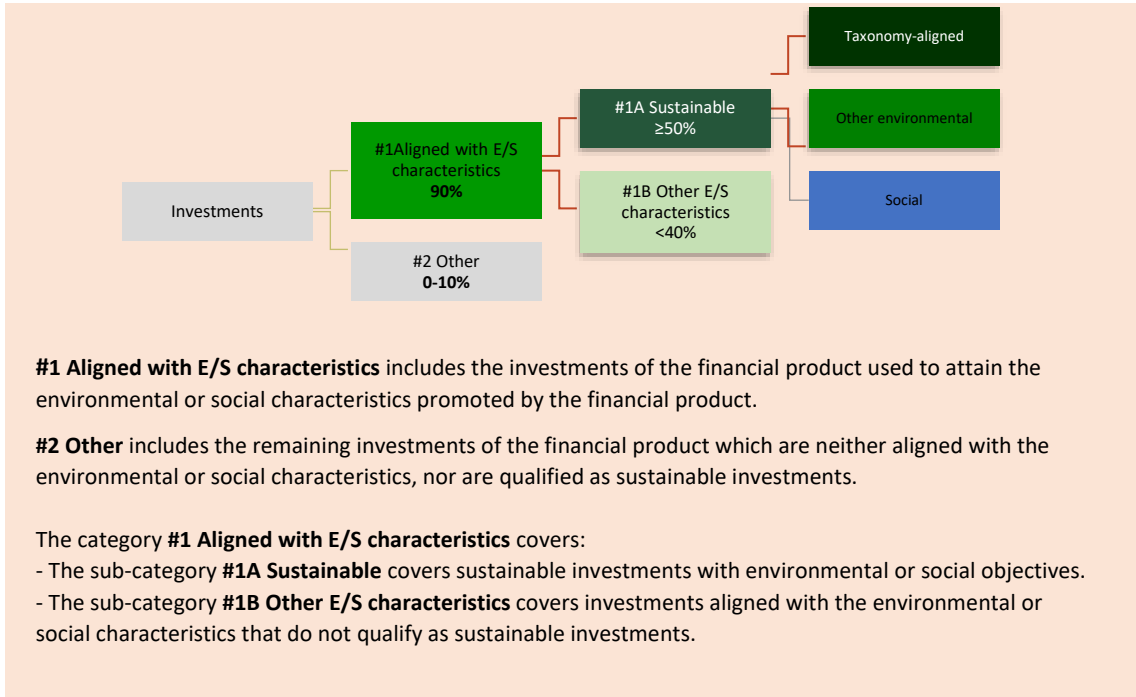 Taxonomy-aligned
#1A Sustainable
≥50%
Other environmental
#1Aligned with E/S
characteristics
90%
#1B Other E/S
characteristics
<40%
Social
Investments
#2 Other
0-10%
#1 Aligned with E/S characteristics includes the investments of the financial product used to attain the
environmental or social characteristics promoted by the financial product.
#2 Other includes the remaining investments of the financial product which are neither aligned with the
environmental or social characteristics, nor are qualified as sustainable investments.
The category #1 Aligned with E/S characteristics covers:
- The sub-category #1A Sustainable covers sustainable investments with environmental or social objectives.
- The sub-category #1B Other E/S characteristics covers investments aligned with the environmental or
social characteristics that do not qualify as sustainable investments.